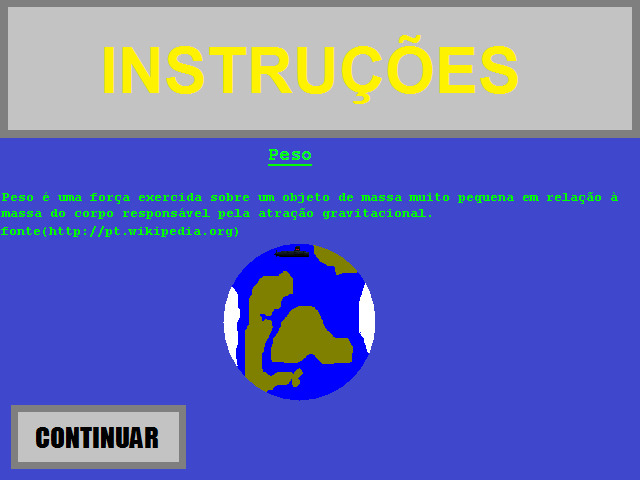 INSTRUÇÕES
Peso
Peso é uma força exercida sobre um objeto de massa muito pequena em relação à
massa do corpo responsável pela atração gravitacional.
fonte(http://pt.wikipedia.org)
CONTINUAR